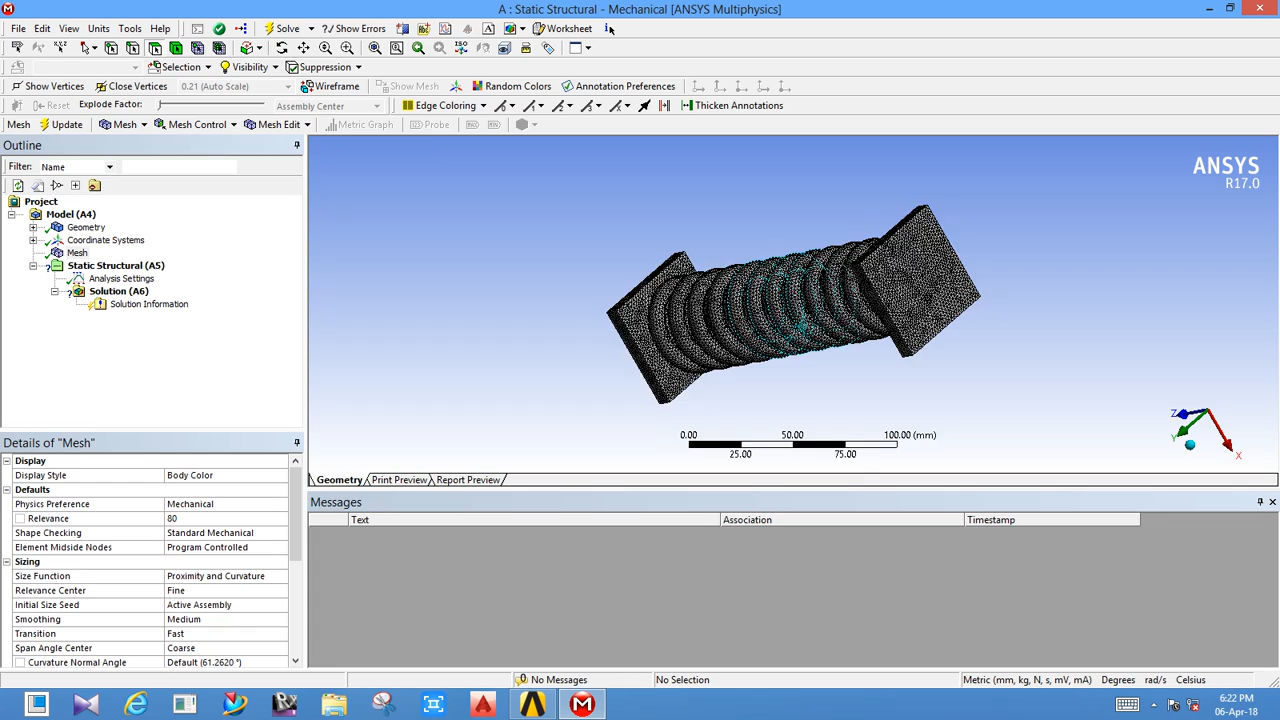 A : Static Structural - Mechanical [ANSYS Multiphysics]
File Edit View Units Tools Help Solve ?/ Show Errors Worksheet
Selection Visibility Suppression
Show Vertices Close Vertices 0.21 (Auto Scale) Wireframe Show Mesh Random Colors Annotation Preferences
Reset Explode Factor: Assembly Center Edge Coloring Thicken Annotations
Mesh Update Mesh Mesh Control Mesh Edit Metric Graph Probe
Outline
Filter: Name
Project
Model (A4)
Geometry
Coordinate Systems
Mesh
Static Structural (A5)
Analysis Settings
Solution (A6)
Solution Information
ANSYS
R17.0
0.00 50.00 100.00 (mm)
25.00 75.00
Z
Y
X
Geometry Print Preview Report Preview
Details of "Mesh"
Display
Display Style Body Color
Defaults
Physics Preference Mechanical
Relevance 80
Shape Checking Standard Mechanical
Element Midside Nodes Program Controlled
Sizing
Size Function Proximity and Curvature
Relevance Center Fine
Initial Size Seed Active Assembly
Smoothing Medium
Transition Fast
Span Angle Center Coarse
Curvature Normal Angle Default (61.2620 °)
Messages
Text Association Timestamp
No Messages No Selection Metric (mm, kg, N, s, mV, mA) Degrees rad/s Celsius
6:22 PM
06-Apr-18